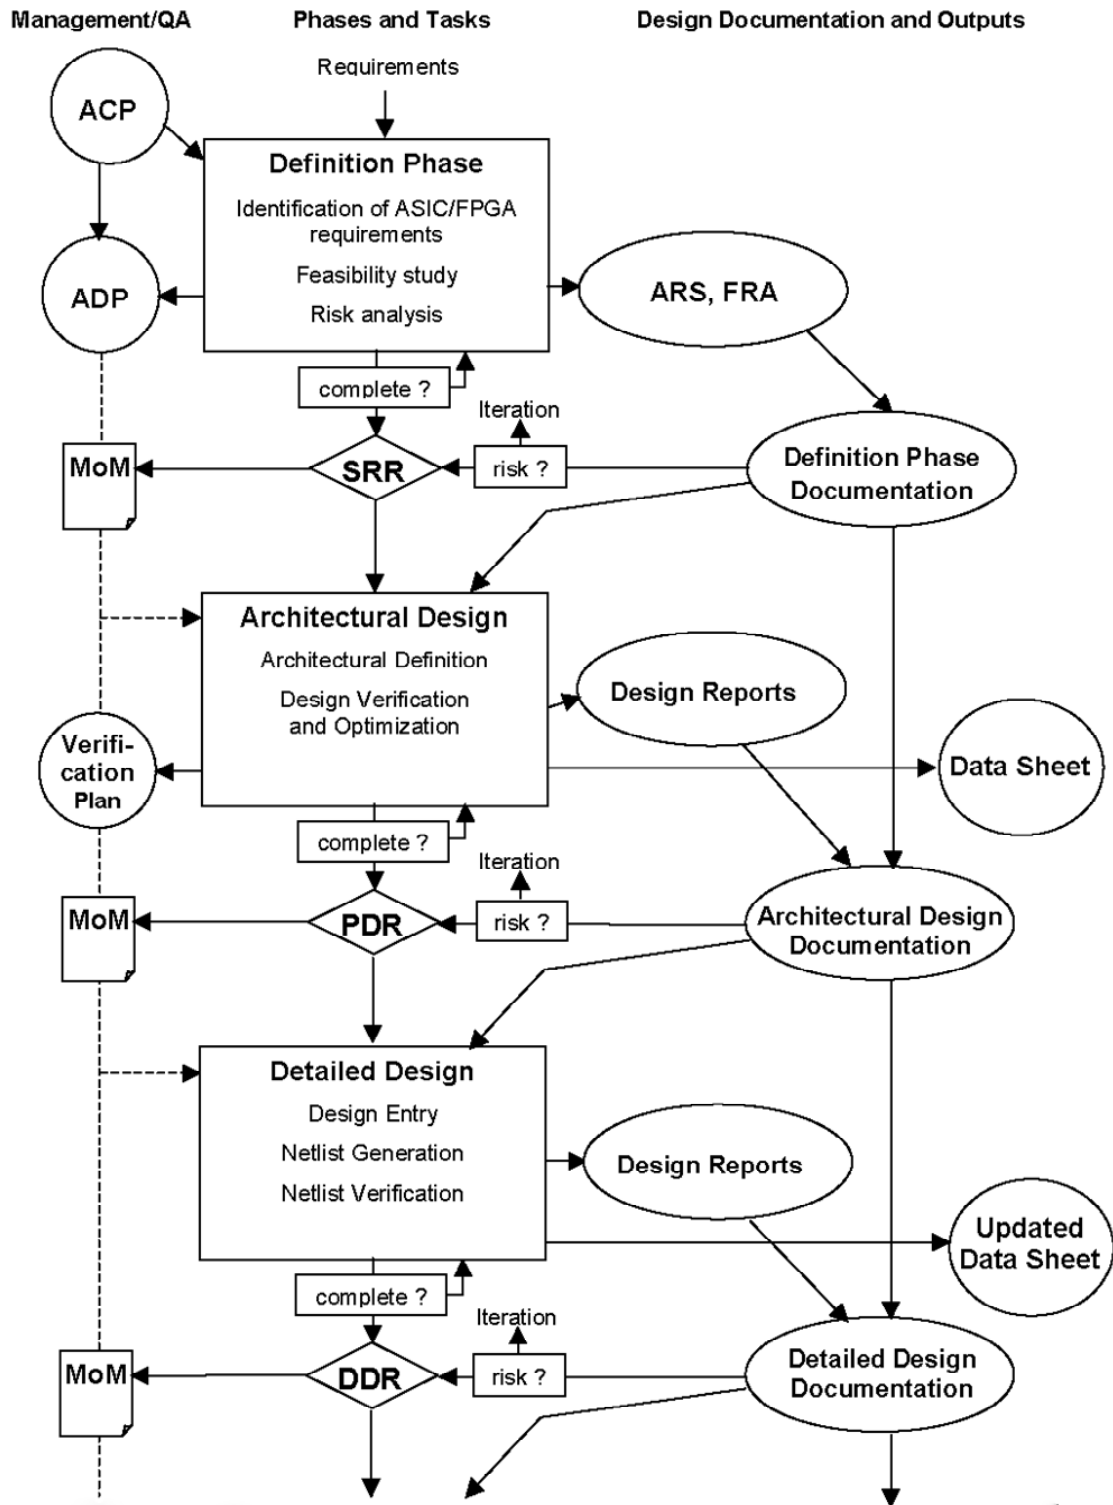 Management/QA
Phases and Tasks
Design Documentation and Outputs
Requirements
ACP
Definition Phase
Identification of ASIC/FPGA
requirements
Feasibility study
Risk analysis
ADP
ARS, FRA
complete ?
Iteration
MoM
SRR
risk ?
Definition Phase
Documentation
Architectural Design
Architectural Definition
Design Verification
and Optimization
Design Reports
Verifi-
cation
Plan
Data Sheet
complete ?
Iteration
MoM
PDR
risk ?
Architectural Design
Documentation
Detailed Design
Design Entry
Netlist Generation
Netlist Verification
Design Reports
Updated
Data Sheet
complete ?
Iteration
MoM
DDR
risk ?
Detailed Design
Documentation